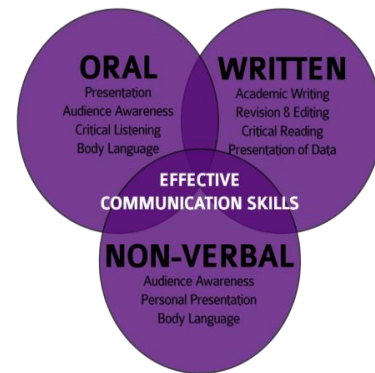 ORAL
Presentation
Audience Awareness
Critical Listening
Body Language
WRITTEN
Academic Writing
Revision & Editing
Critical Reading
Presentation of Data
EFFECTIVE
COMMUNICATION SKILLS
NON-VERBAL
Audience Awareness
Personal Presentation
Body Language